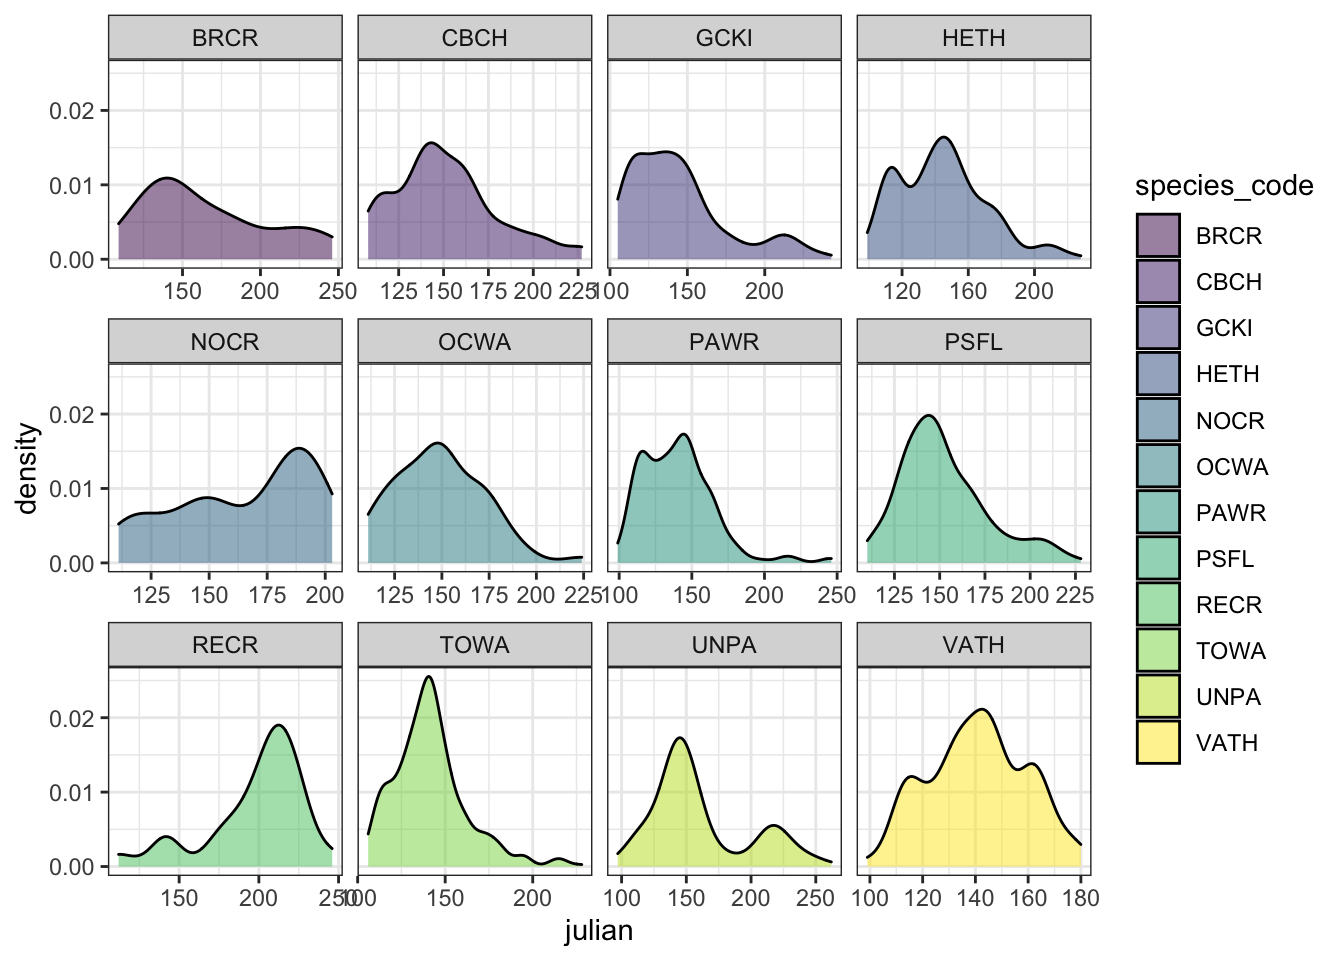 BRCR CBCH GCKI HETH
0.02
0.01
0.00
150 200 250 125 150 175 200 225 100 150 200 120 160 200
NOCR OCWA PAWR PSFL
0.02
0.01
0.00
125 150 175 200 125 150 175 200 225 100 150 200 250 125 150 175 200 225
RECR TOWA UNPA VATH
0.02
0.01
0.00
150 200 250 100 150 200 100 150 200 250 100 120 140 160 180
density
julian
species_code
BRCR
CBCH
GCKI
HETH
NOCR
OCWA
PAWR
PSFL
RECR
TOWA
UNPA
VATH